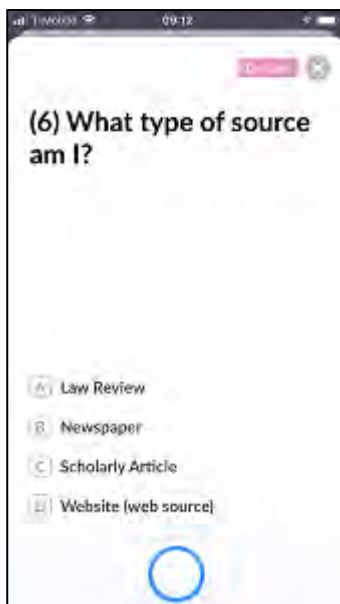 09:12
(6) What type of source
am I?
A Law Review
B Newspaper
C Scholarly Article
D Website (web source)